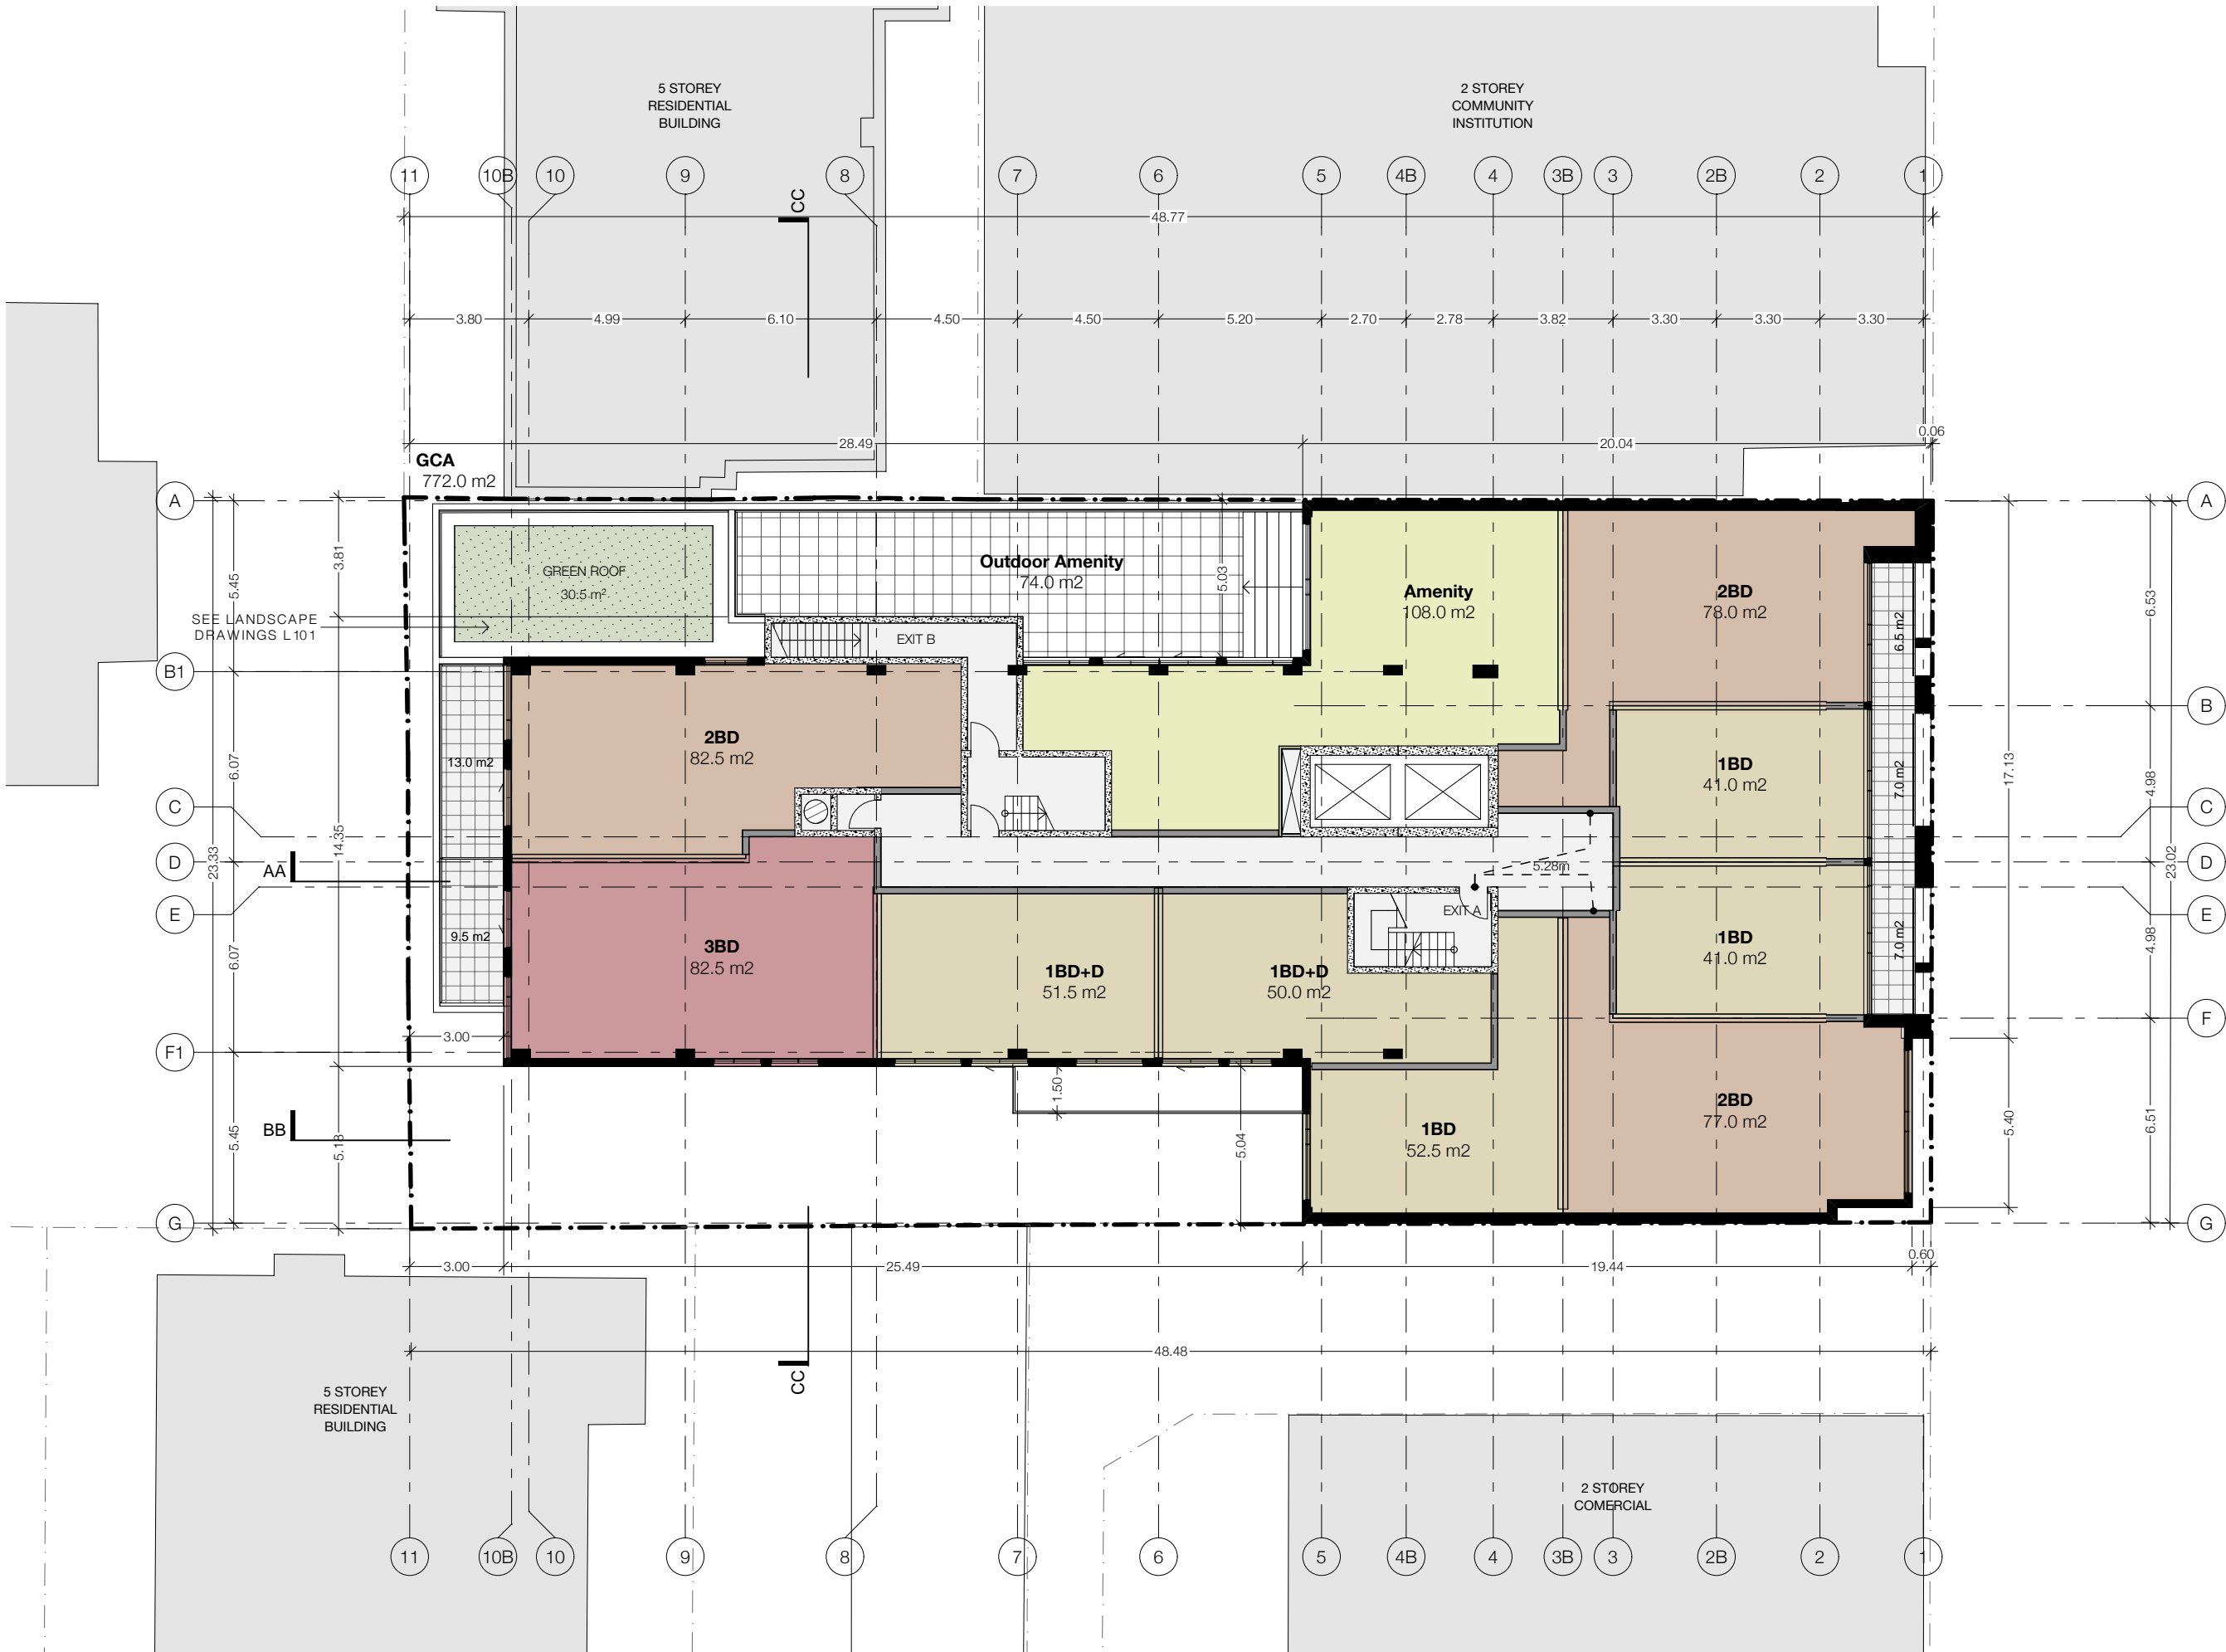 5 STOREY
RESIDENTIAL
BUILDING
2 STOREY
COMMUNITY
INSTITUTION
11
10B
10
9
8
7
6
5
4B
4
3B
3
2B
2
1
CC
48.77
3.80
4.99
6.10
4.50
4.50
5.20
2.70
2.78
3.82
3.30
3.30
3.30
28.49
20.04
0.06
GCA
772.0 m2
A
A
3.81
5.45
GREEN ROOF
30.5 m²
SEE LANDSCAPE
DRAWINGS L101
Outdoor Amenity
74.0 m2
5.03
Amenity
108.0 m2
2BD
78.0 m2
6.5 m2
6.53
17.13
EXIT B
B1
B
2BD
82.5 m2
13.0 m2
6.07
1BD
41.0 m2
7.0 m2
4.98
C
C
14.35
23.33
D
D
AA
5.28m
23.02
E
E
EXIT A
9.5 m2
6.07
3BD
82.5 m2
1BD+D
51.5 m2
1BD+D
50.0 m2
1BD
41.0 m2
7.0 m2
4.98
F
3.00
F1
1.50
2BD
77.0 m2
5.40
6.51
BB
5.45
5.18
5.04
1BD
52.5 m2
G
G
3.00
25.49
19.44
0.60
48.48
CC
5 STOREY
RESIDENTIAL
BUILDING
2 STOREY
COMERCIAL
11
10B
10
9
8
7
6
5
4B
4
3B
3
2B
2
1